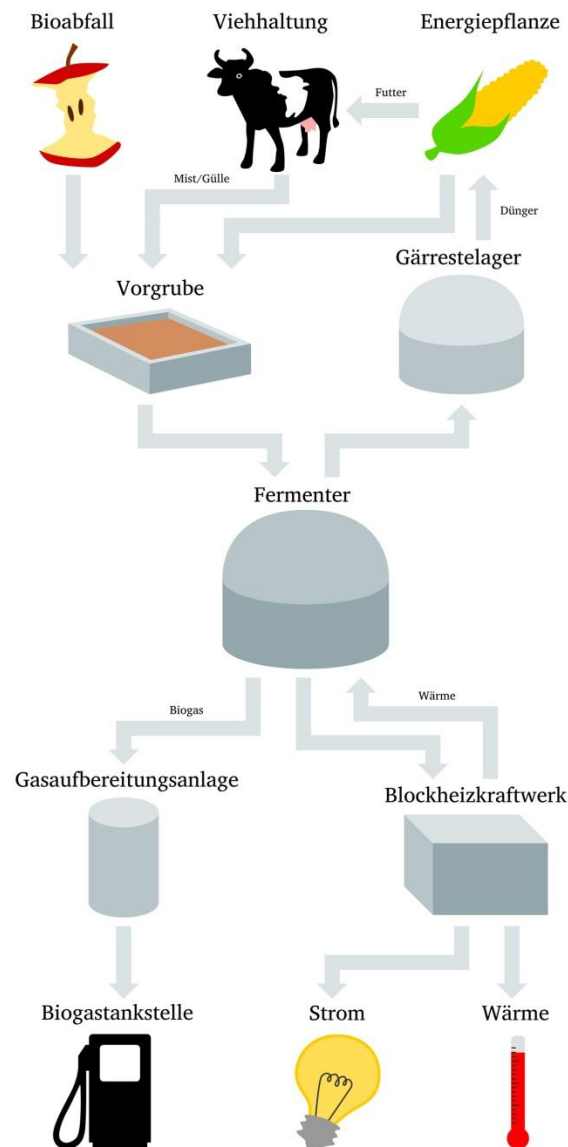 Bioabfall
Viehhaltung
Energiepflanze
Futter
Mist/Gülle
Dünger
Gärrestelager
Vorgrube
Fermenter
Biogas
Wärme
Gasaufbereitungsanlage
Blockheizkraftwerk
Biogastankstelle
Strom
Wärme